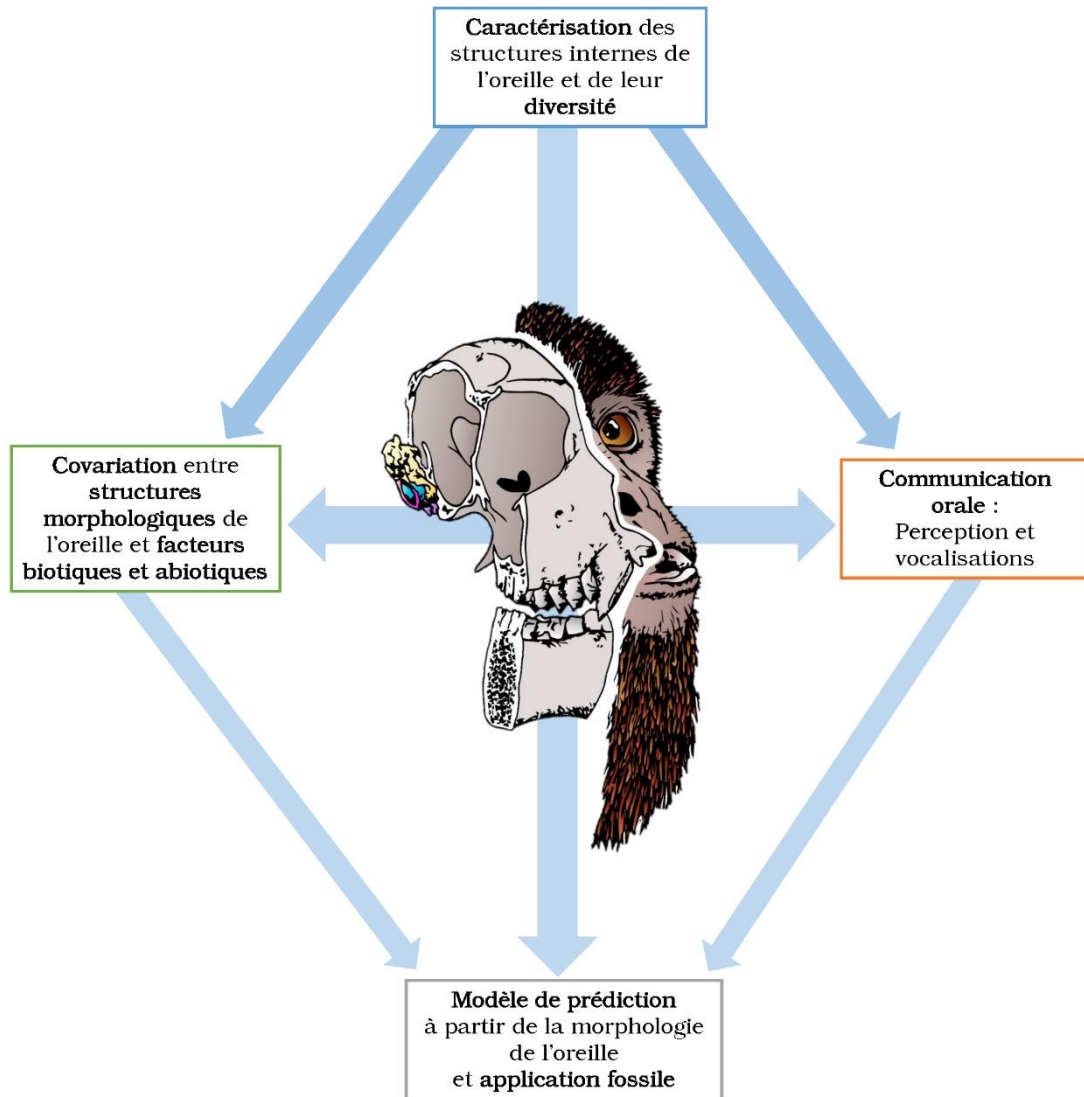 Caractérisation des
structures internes de
l'oreille et de leur
diversité
Covariation entre
structures
morphologiques de
l'oreille et facteurs
biotiques et abiotiques
Communication
orale :
Perception et
vocalisations
Modèle de prédiction
à partir de la morphologie
de l'oreille
et application fossile